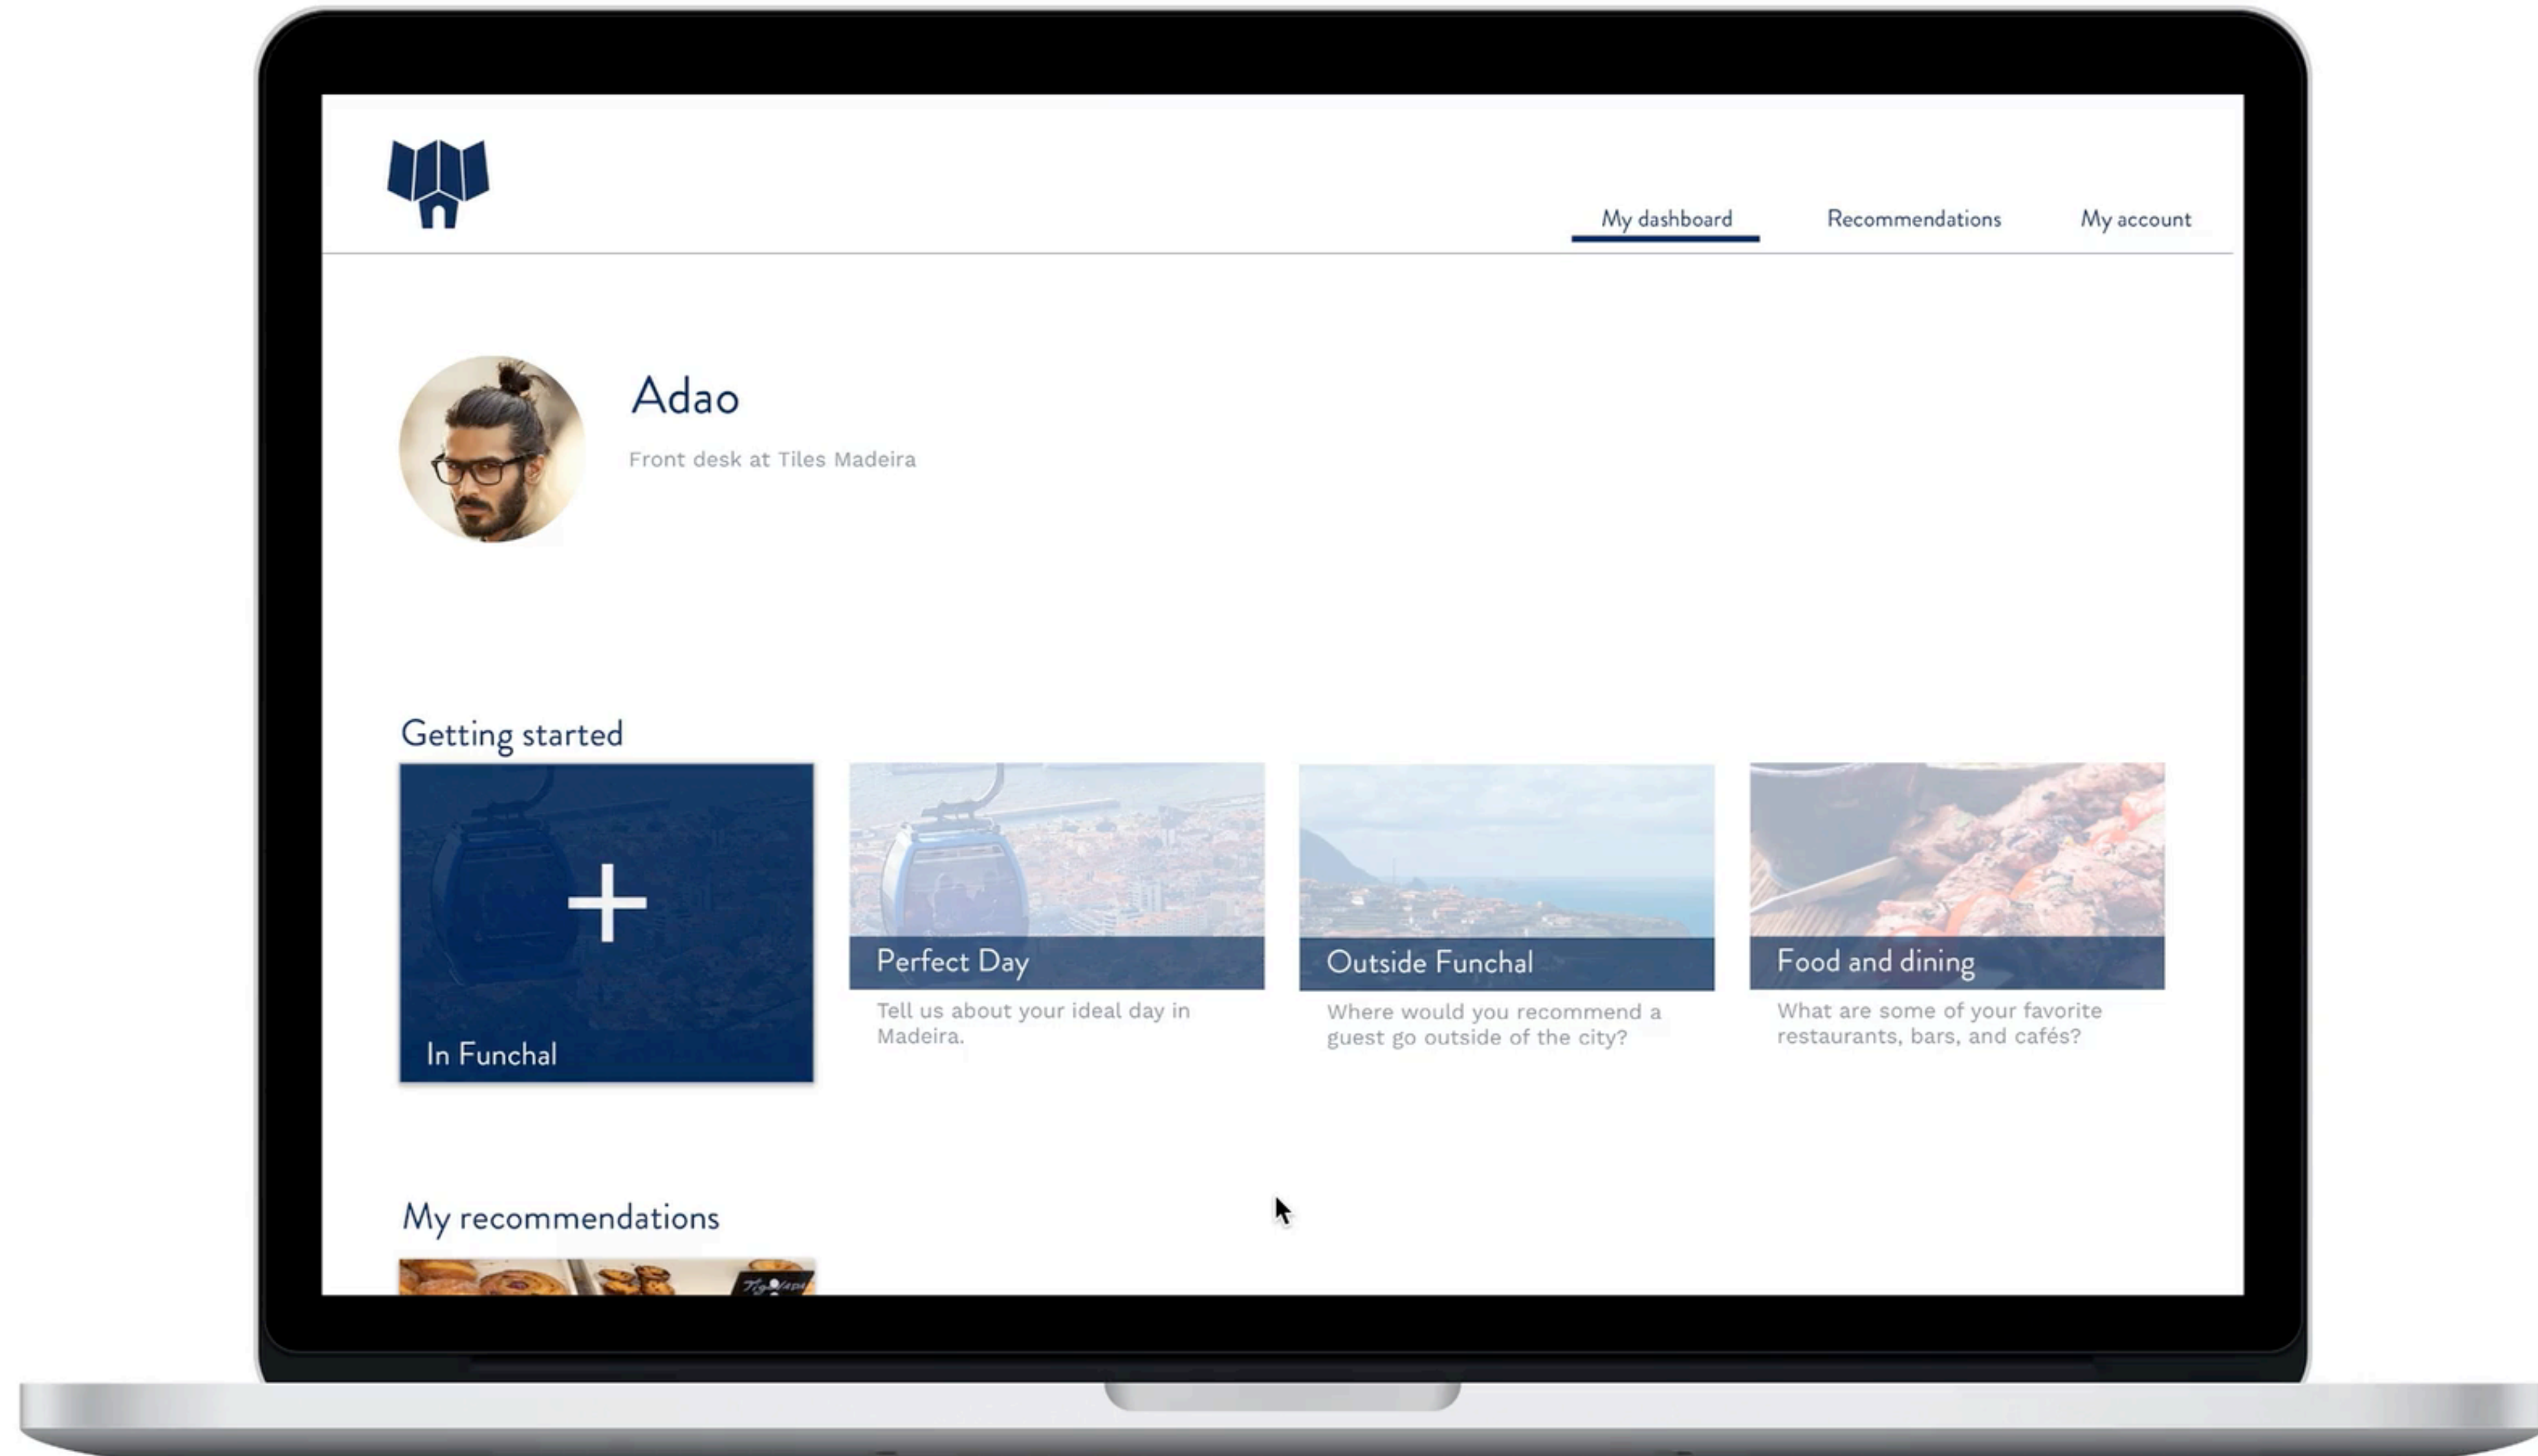 My dashboard Recommendations My account
Adao
Front desk at Tiles Madeira
Getting started
In Funchal
Perfect Day
Tell us about your ideal day in
Madeira.
Outside Funchal
Where would you recommend a
guest go outside of the city?
Food and dining
What are some of your favorite
restaurants, bars, and cafés?
My recommendations